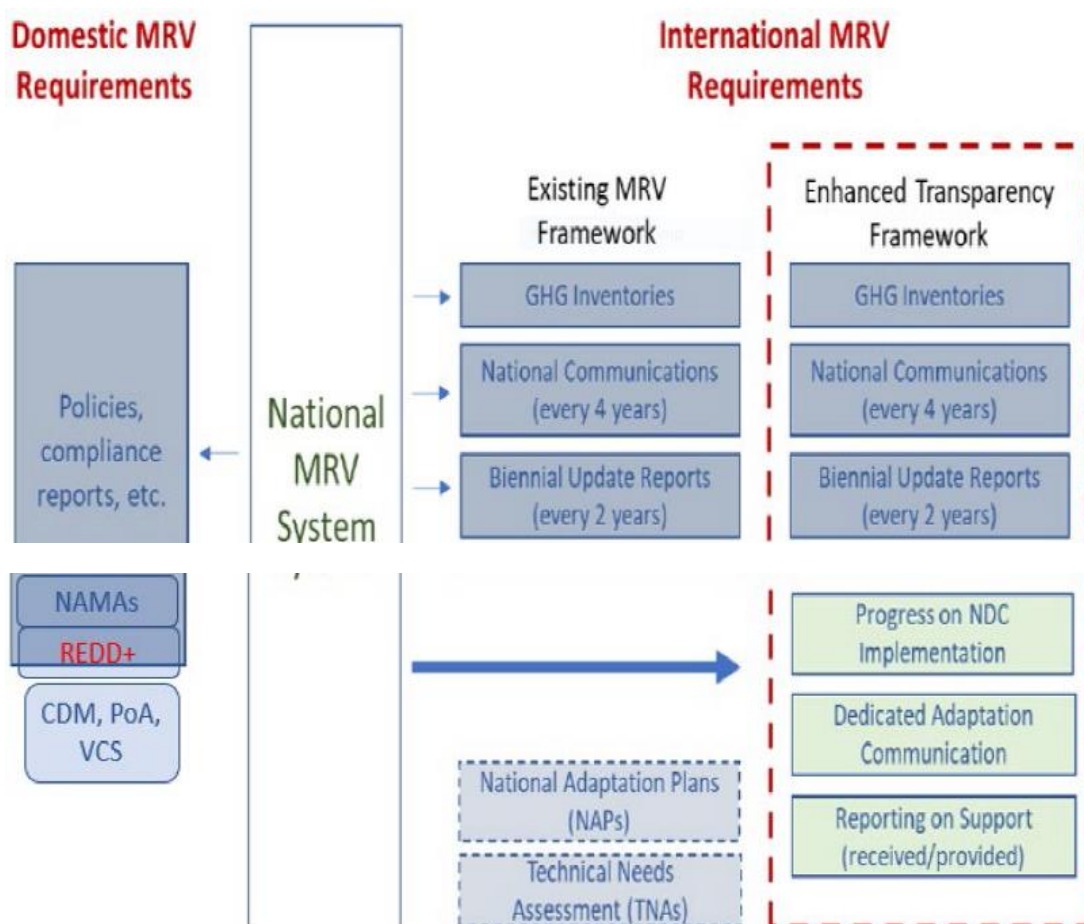 Domestic MRV
Requirements
International MRV
Requirements
Existing MRV
Framework
Enhanced Transparency
Framework
Policies,
compliance
reports, etc.
National
MRV
System
GHG Inventories
National Communications
(every 4 years)
Biennial Update Reports
(every 2 years)
GHG Inventories
National Communications
(every 4 years)
Biennial Update Reports
(every 2 years)
NAMAs
REDD+
CDM, PoA,
VCS
National Adaptation Plans
(NAPs)
Technical Needs
Assessment (TNAs)
Progress on NDC
Implementation
Dedicated Adaptation
Communication
Reporting on Support
(received/provided)